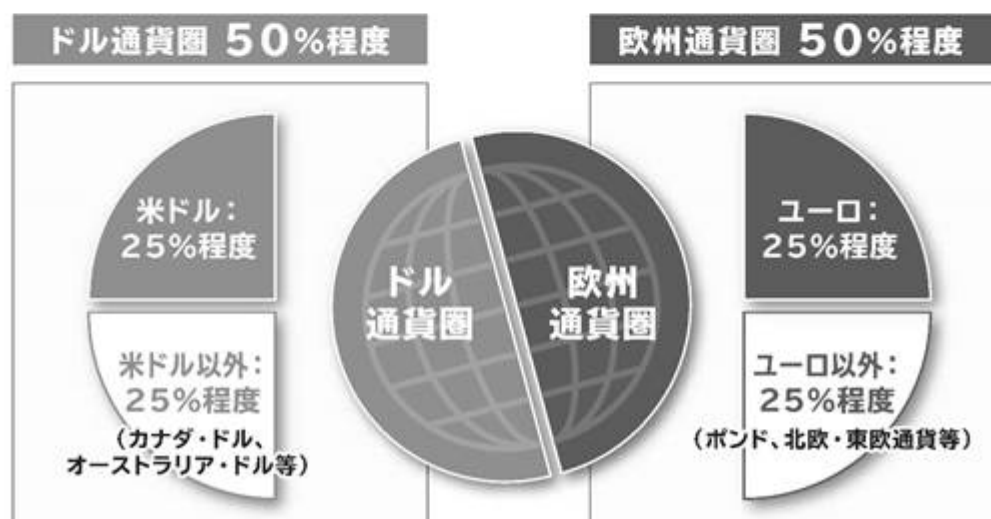 ドル通貨圏 50%程度
欧州通貨圏 50%程度
米ドル:
25%程度
米ドル以外:
25%程度
(カナダ・ドル、
オーストラリア・ドル等)
ドル
通貨圏
欧州
通貨圏
ユーロ:
25%程度
ユーロ以外:
25%程度
(ポンド、北欧・東欧通貨等)